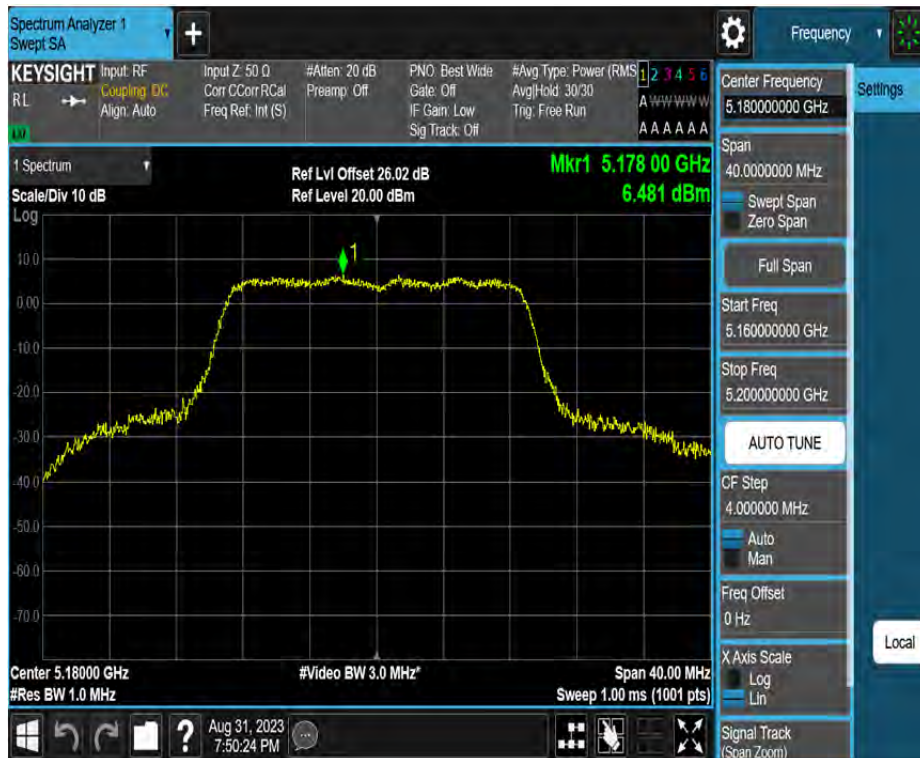 Spectrum Analyzer 1
Swept SA
Frequency
KEYSIGHT
RL
Input: RF
Coupling: DC
Align: Auto
Input Z: 50 Ω
Corr CCorr RCal
Freq Ref: Int (S)
#Atten: 20 dB
Preamp: Off
PNO: Best Wide
Gate: Off
IF Gain: Low
Sig Track: Off
#Avg Type: Power (RMS
Avg|Hold: 30/30
Trig: Free Run
1 2 3 4 5 6
A W W W W W
A A A A A A
Center Frequency
5.180000000 GHz
Settings
Span
40.0000000 MHz
Swept Span
Zero Span
Full Span
Start Freq
5.160000000 GHz
Stop Freq
5.200000000 GHz
AUTO TUNE
CF Step
4.000000 MHz
Auto
Man
Freq Offset
0 Hz
X Axis Scale
Log
Lin
Signal Track
(Span Zoom)
Local
1 Spectrum
Scale/Div 10 dB
Ref Lvl Offset 26.02 dB
Ref Level 20.00 dBm
Mkr1 5.178 00 GHz
6.481 dBm
Log
1
10.0
0.00
-10.0
-20.0
-30.0
-40.0
-50.0
-60.0
-70.0
Center 5.18000 GHz
#Res BW 1.0 MHz
#Video BW 3.0 MHz*
Span 40.00 MHz
Sweep 1.00 ms (1001 pts)
Aug 31, 2023
7:50:24 PM